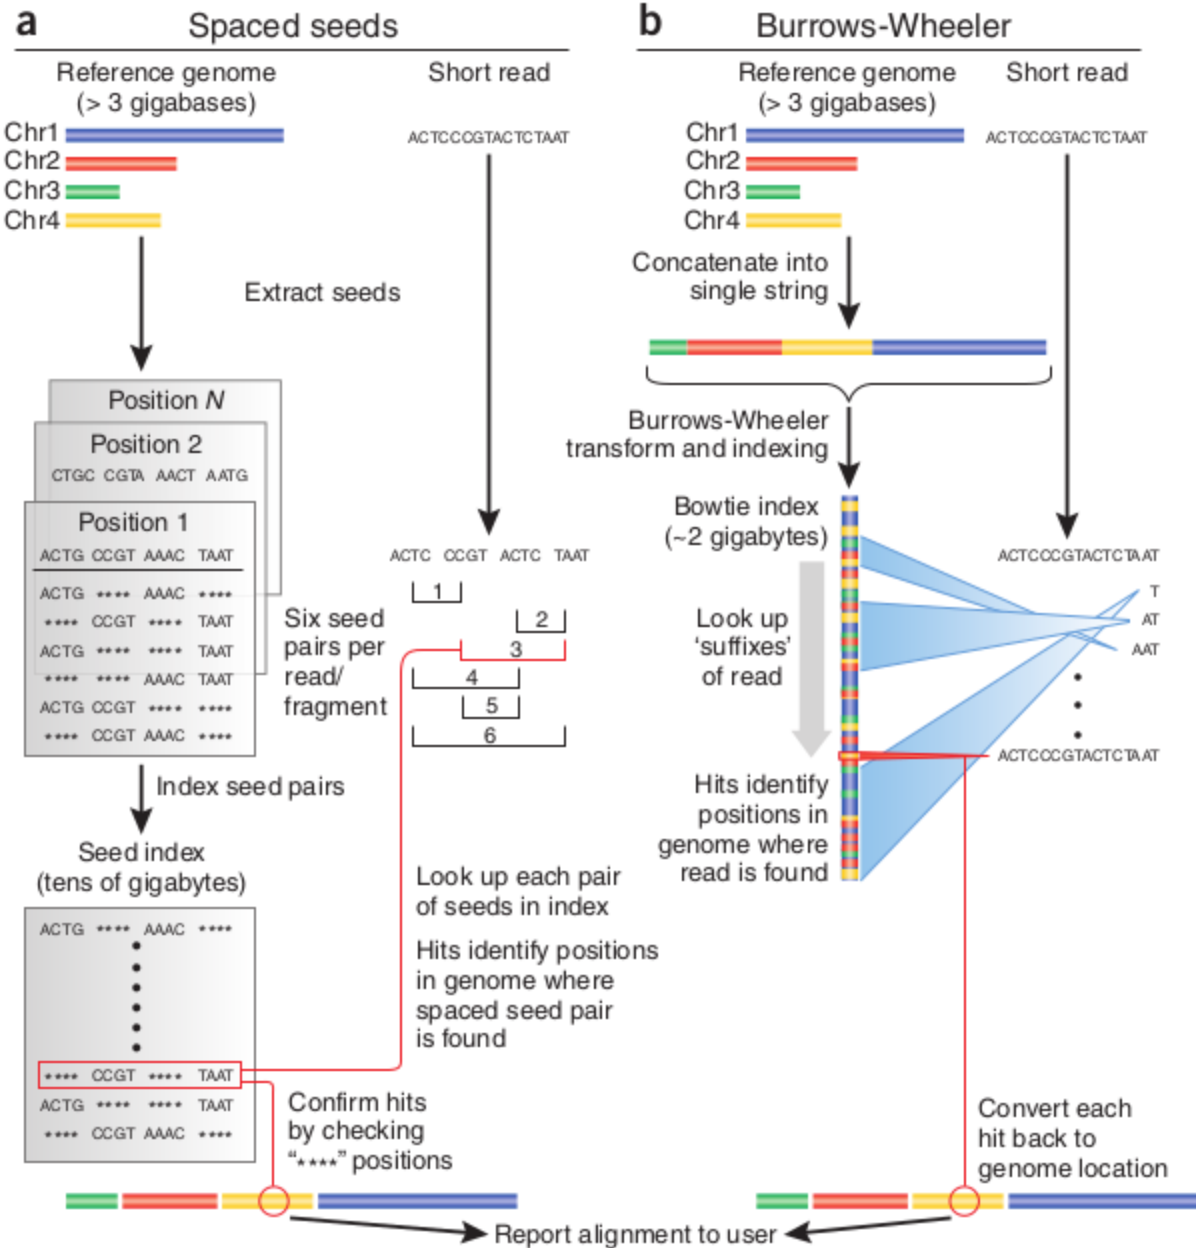 a
Spaced seeds
Reference genome
(> 3 gigabases)
Short read
Chr1
Chr2
Chr3
Chr4
ACTCCCGTACTCTAAT
Extract seeds
Position N
Position 2
CTGC CCGTA AACT AATG
Position 1
ACTG CCGT AAAC TAAT
ACTG **** AAAC ****
**** CCGT **** TAAT
ACTG **** **** TAAT
**** **** AAAC TAAT
ACTG CCGT **** ****
**** CCGT AAAC ****
ACTC CCGT ACTC TAAT
1
2
3
4
5
6
Six seed
pairs per
read/
fragment
Index seed pairs
Seed index
(tens of gigabytes)
ACTG **** AAAC ****
**** CCGT **** TAAT
ACTG **** **** TAAT
**** CCGT AAAC ****
Look up each pair
of seeds in index
Hits identify positions
in genome where
spaced seed pair
is found
Confirm hits
by checking
“****” positions
b
Burrows-Wheeler
Reference genome
(> 3 gigabases)
Short read
Chr1
Chr2
Chr3
Chr4
ACTCCCGTACTCTAAT
Concatenate into
single string
Burrows-Wheeler
transform and indexing
Bowtie index
(~2 gigabytes)
Look up
‘suffixes’
of read
ACTCCCGTACTCTAAT
T
AT
AAT
ACTCCCGTACTCTAAT
Hits identify
positions in
genome where
read is found
Convert each
hit back to
genome location
Report alignment to user